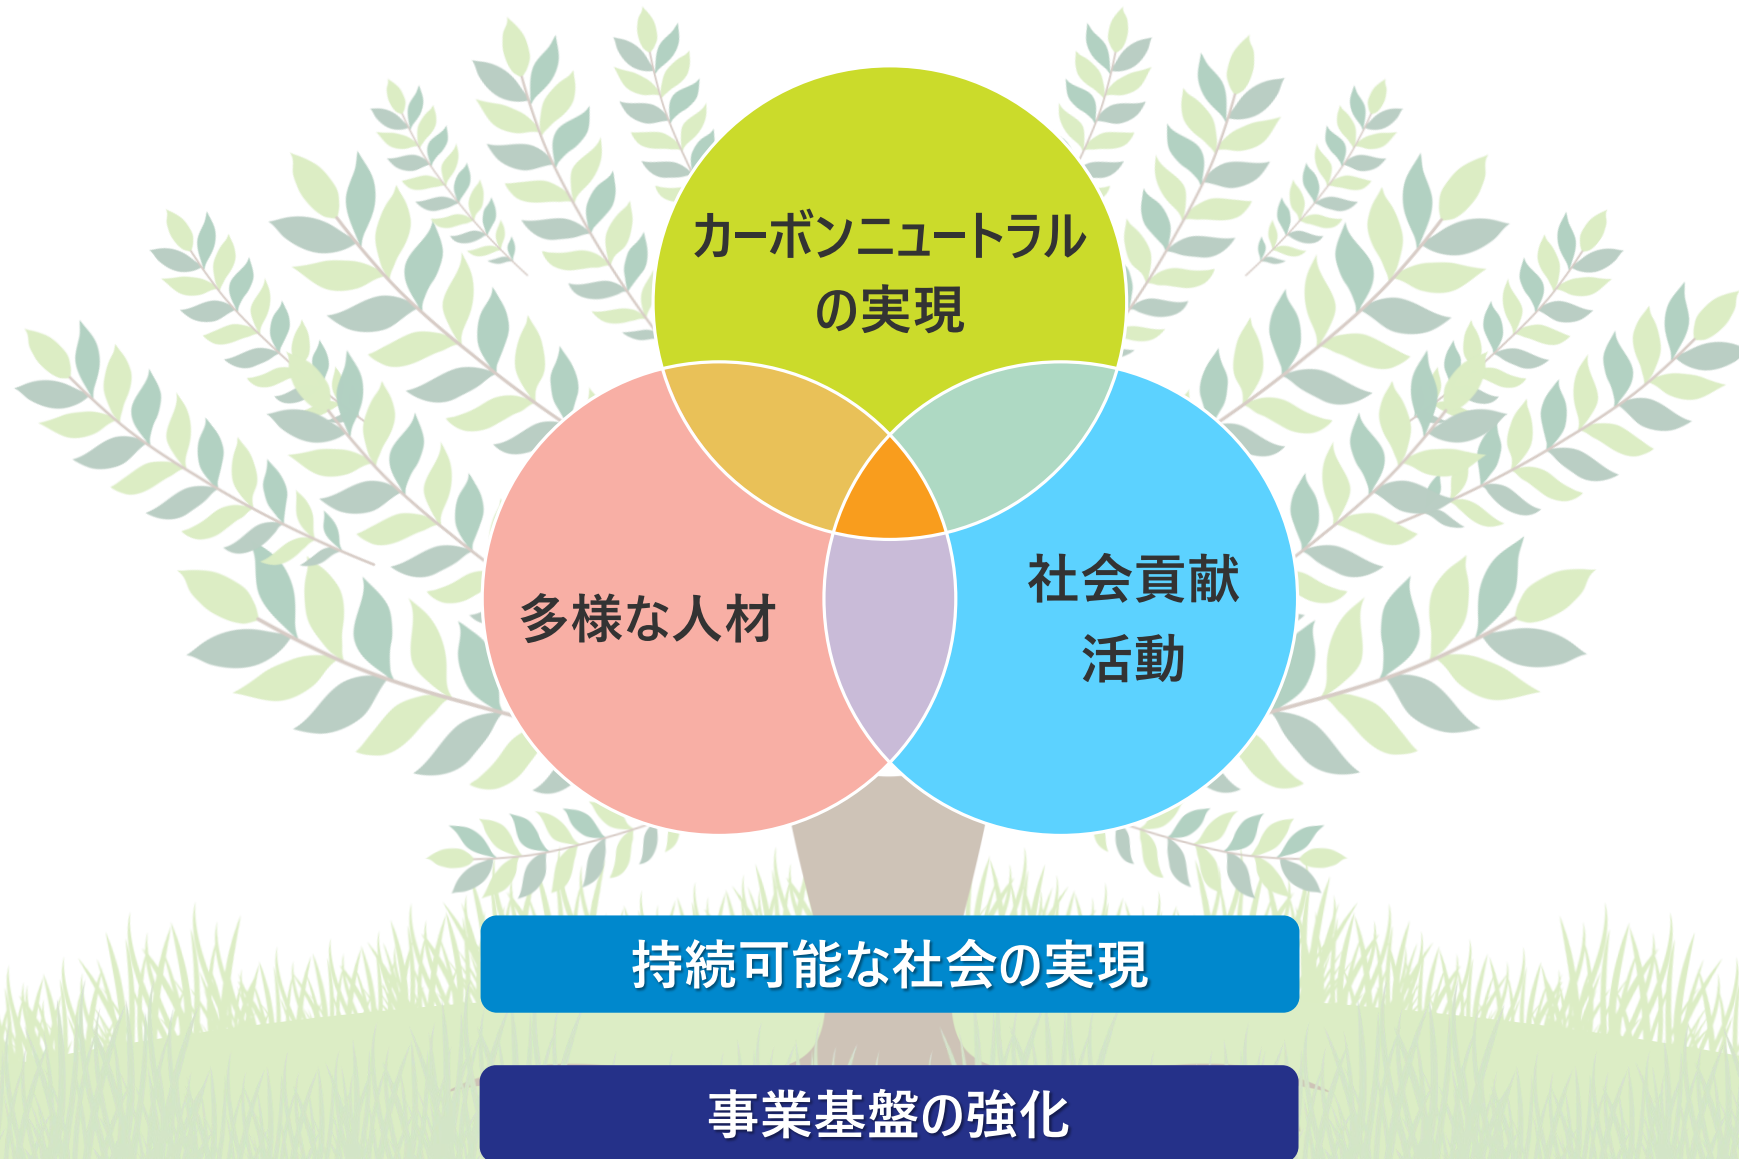 カーボンニュートラル
の実現
多様な人材
社会貢献
活動
持続可能な社会の実現
事業基盤の強化